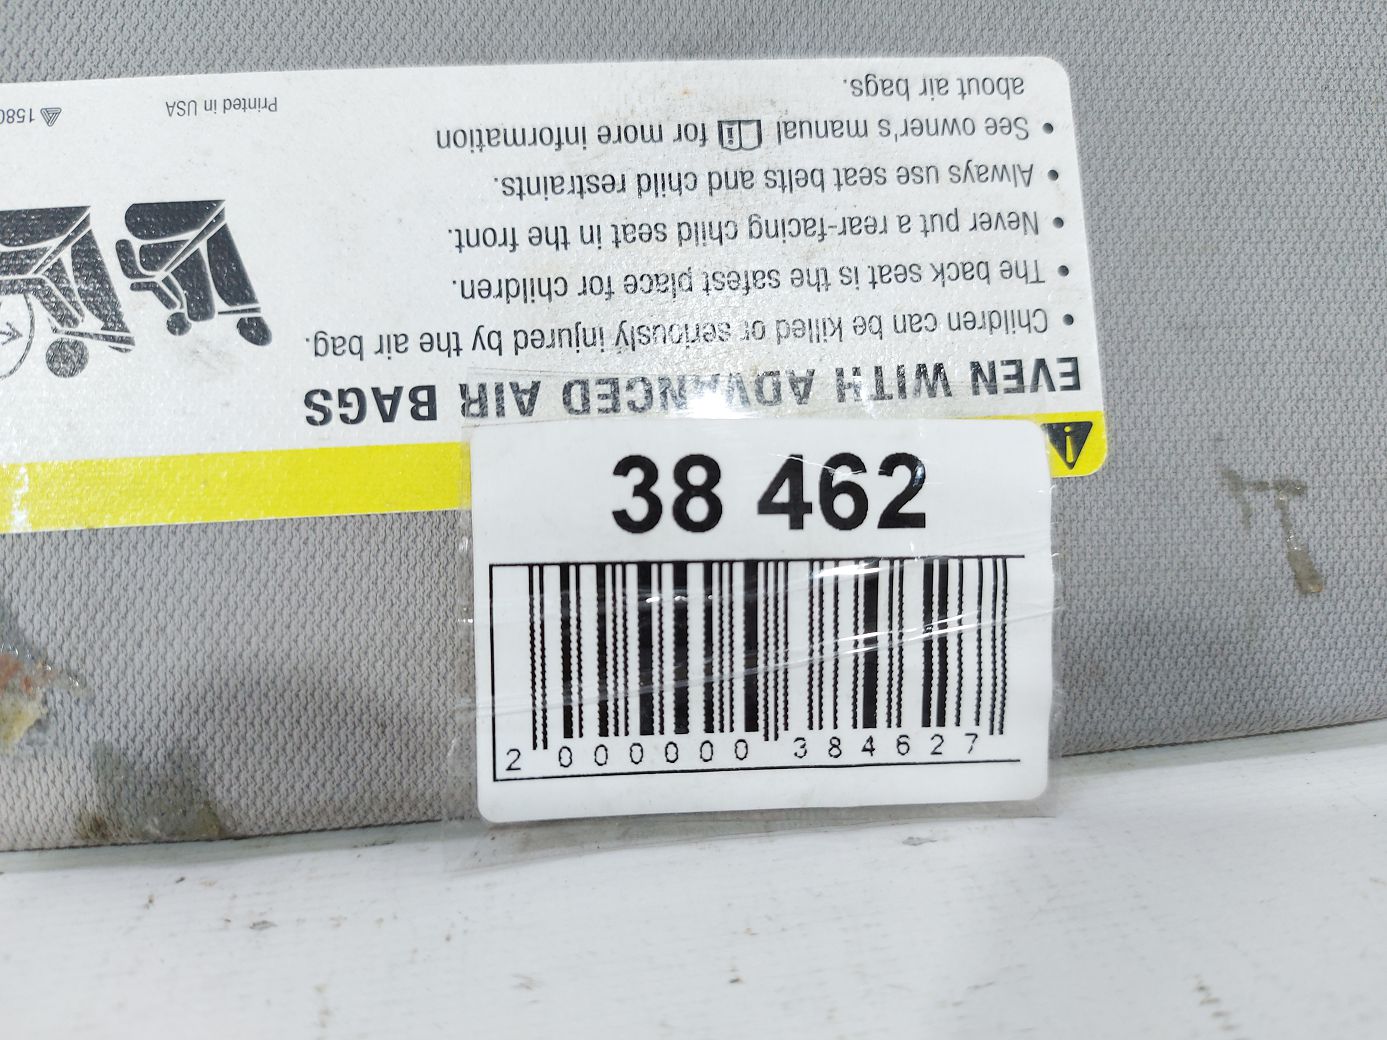 EVEN WITH ADVANCED AIR BAGS
• Children can be killed or seriously injured by the air bag.
• The back seat is the safest place for children.
• Never put a rear-facing child seat in the front.
• Always use seat belts and child restraints.
• See owner's manual for more information
about air bags.
Printed in USA
38 462
2 000000 384627